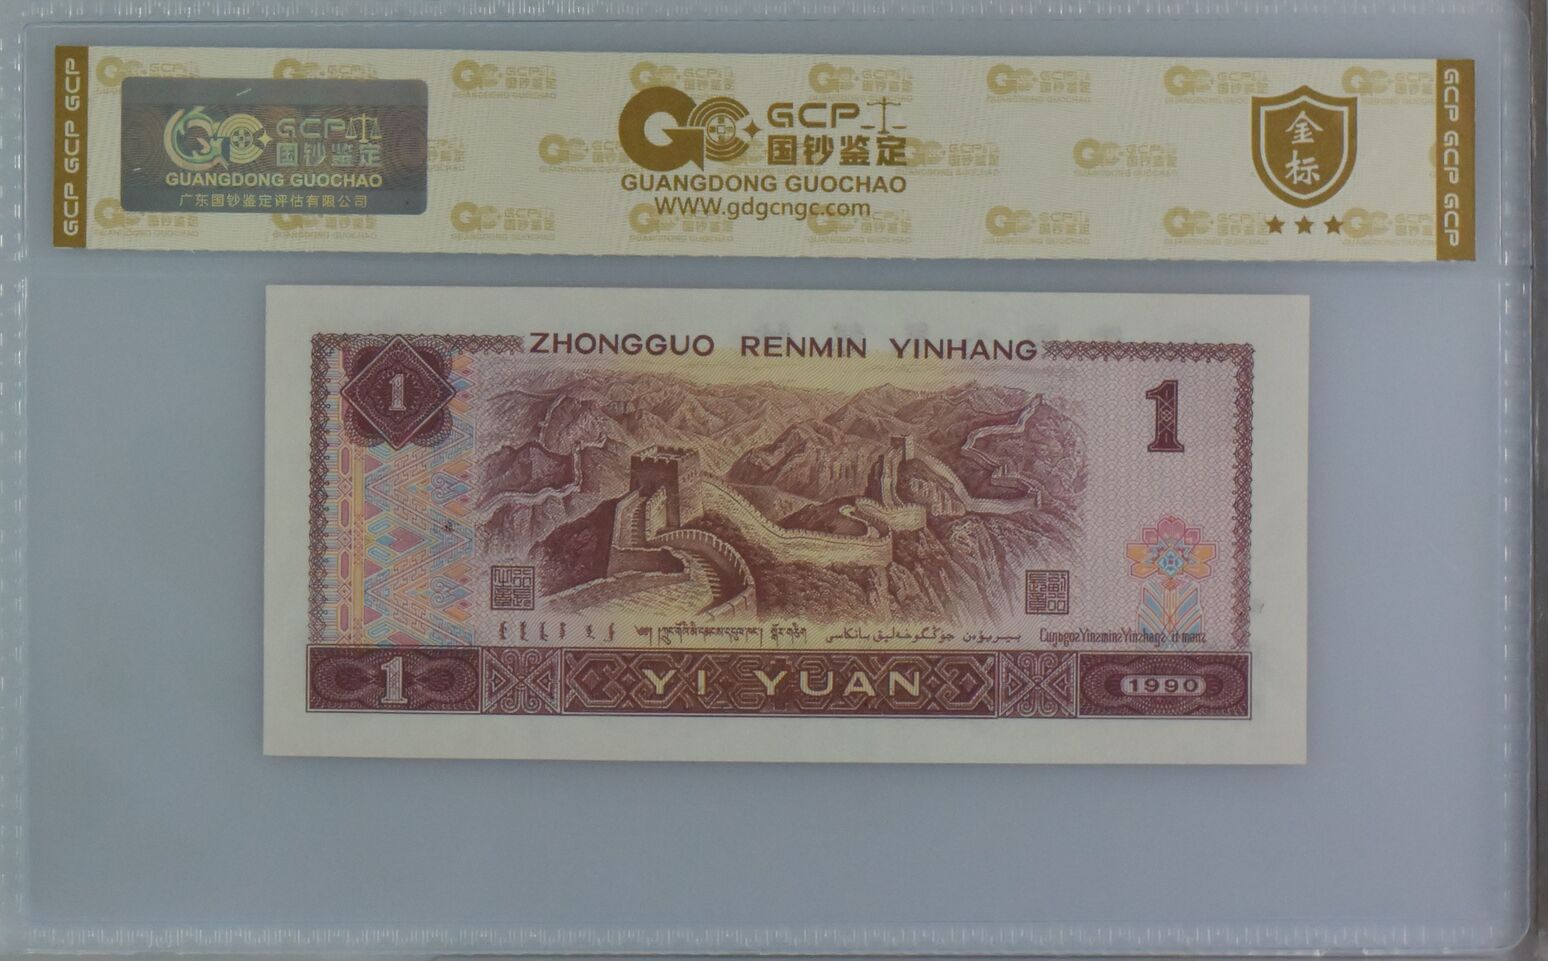 GCP GCP GCP
GCP
国钞鉴定
GUANGDONG GUOCHAO
广东国钞鉴定评估有限公司
GCP
国钞鉴定
GUANGDONG GUOCHAO
WWW.gdgcngc.com
金
标
GCP GCP GCP
ZHONGGUO RENMIN YINHANG
1
1
1
YI YUAN
1990